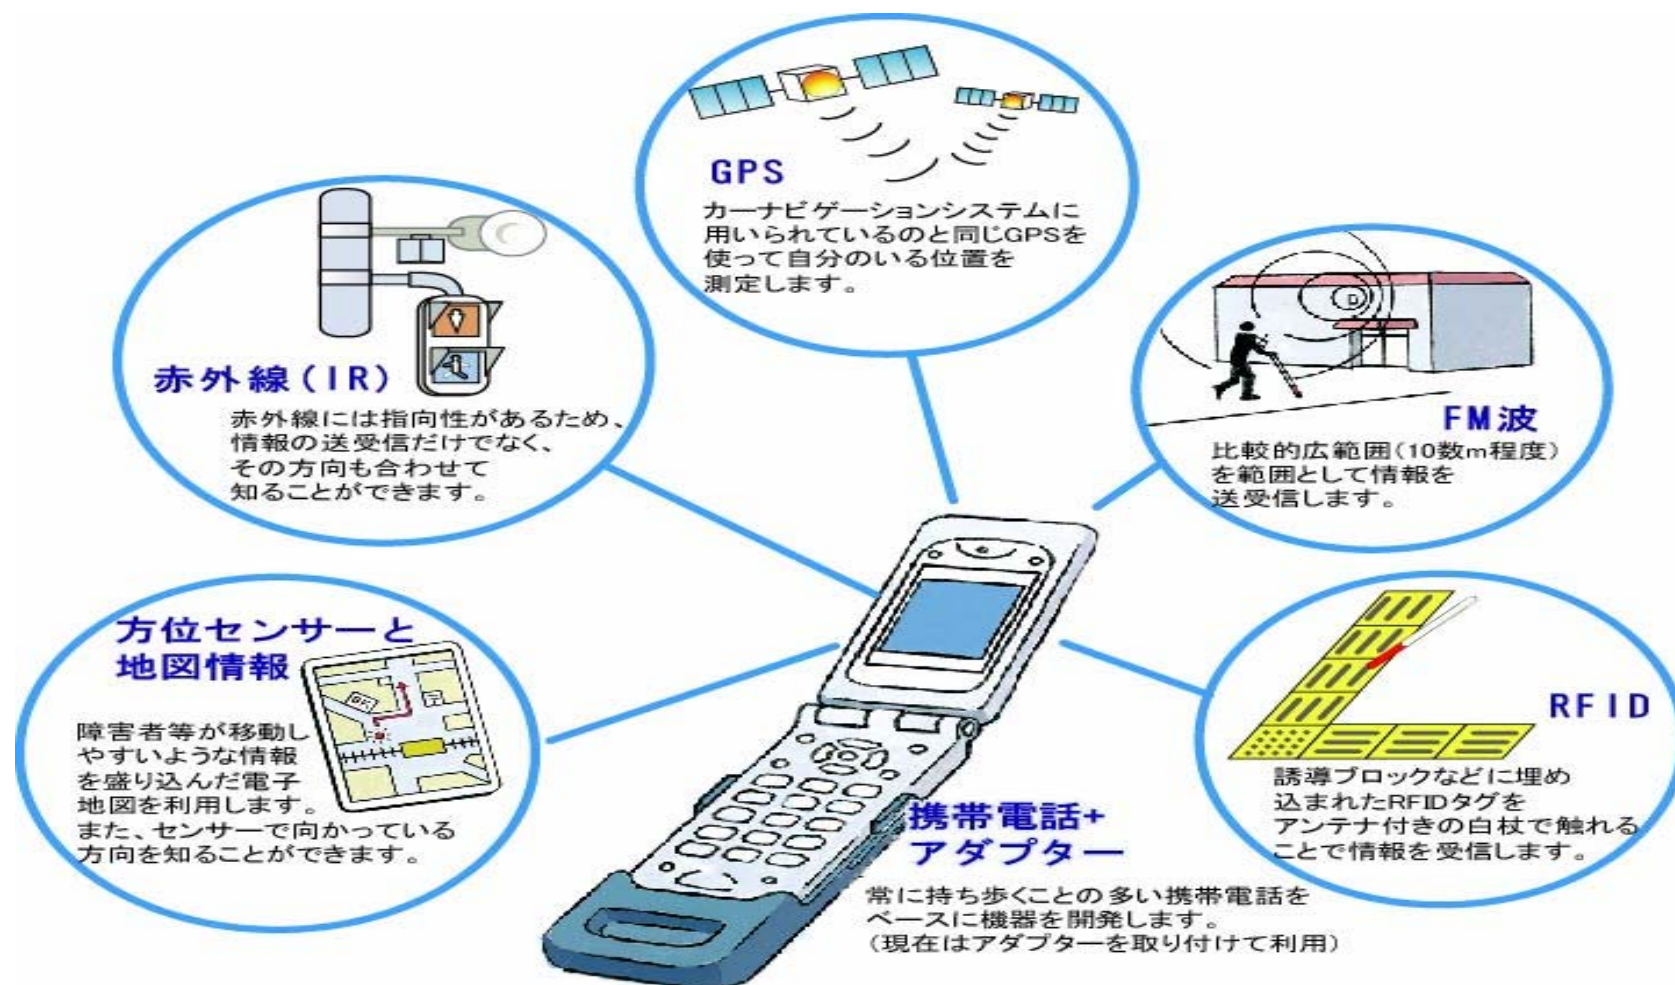 GPS
カーナビゲーションシステムに
用いられているのと同じGPSを
使って自分のいる位置を
測定します。
赤外線(IR)
赤外線には指向性があるため、
情報の送受信だけでなく、
その方向も合わせて
知ることができます。
FM波
比較的広範囲(10数m程度)
を範囲として情報を
送受信します。
方位センサーと
地図情報
障害者等が移動し
やすいような情報
を盛り込んだ電子
地図を利用します。
また、センサーで向かっている
方向を知ることができます。
RFID
誘導ブロックなどに埋め
込まれたRFIDタグを
アンテナ付きの白杖で触れる
ことで情報を受信します。
携帯電話+
アダプター
常に持ち歩くことの多い携帯電話を
ベースに機器を開発します。
(現在はアダプターを取り付けて利用)